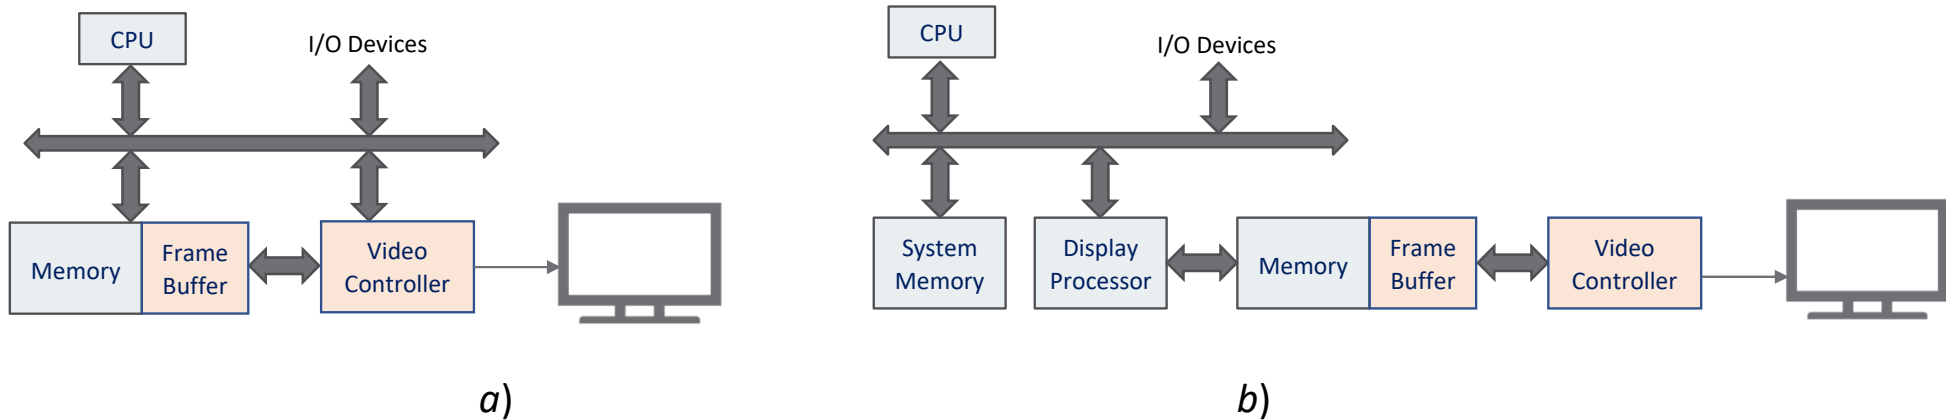 CPU
I/O Devices
Memory
Frame
Buffer
Video
Controller
a)
CPU
I/O Devices
System
Memory
Display
Processor
Memory
Frame
Buffer
Video
Controller
b)